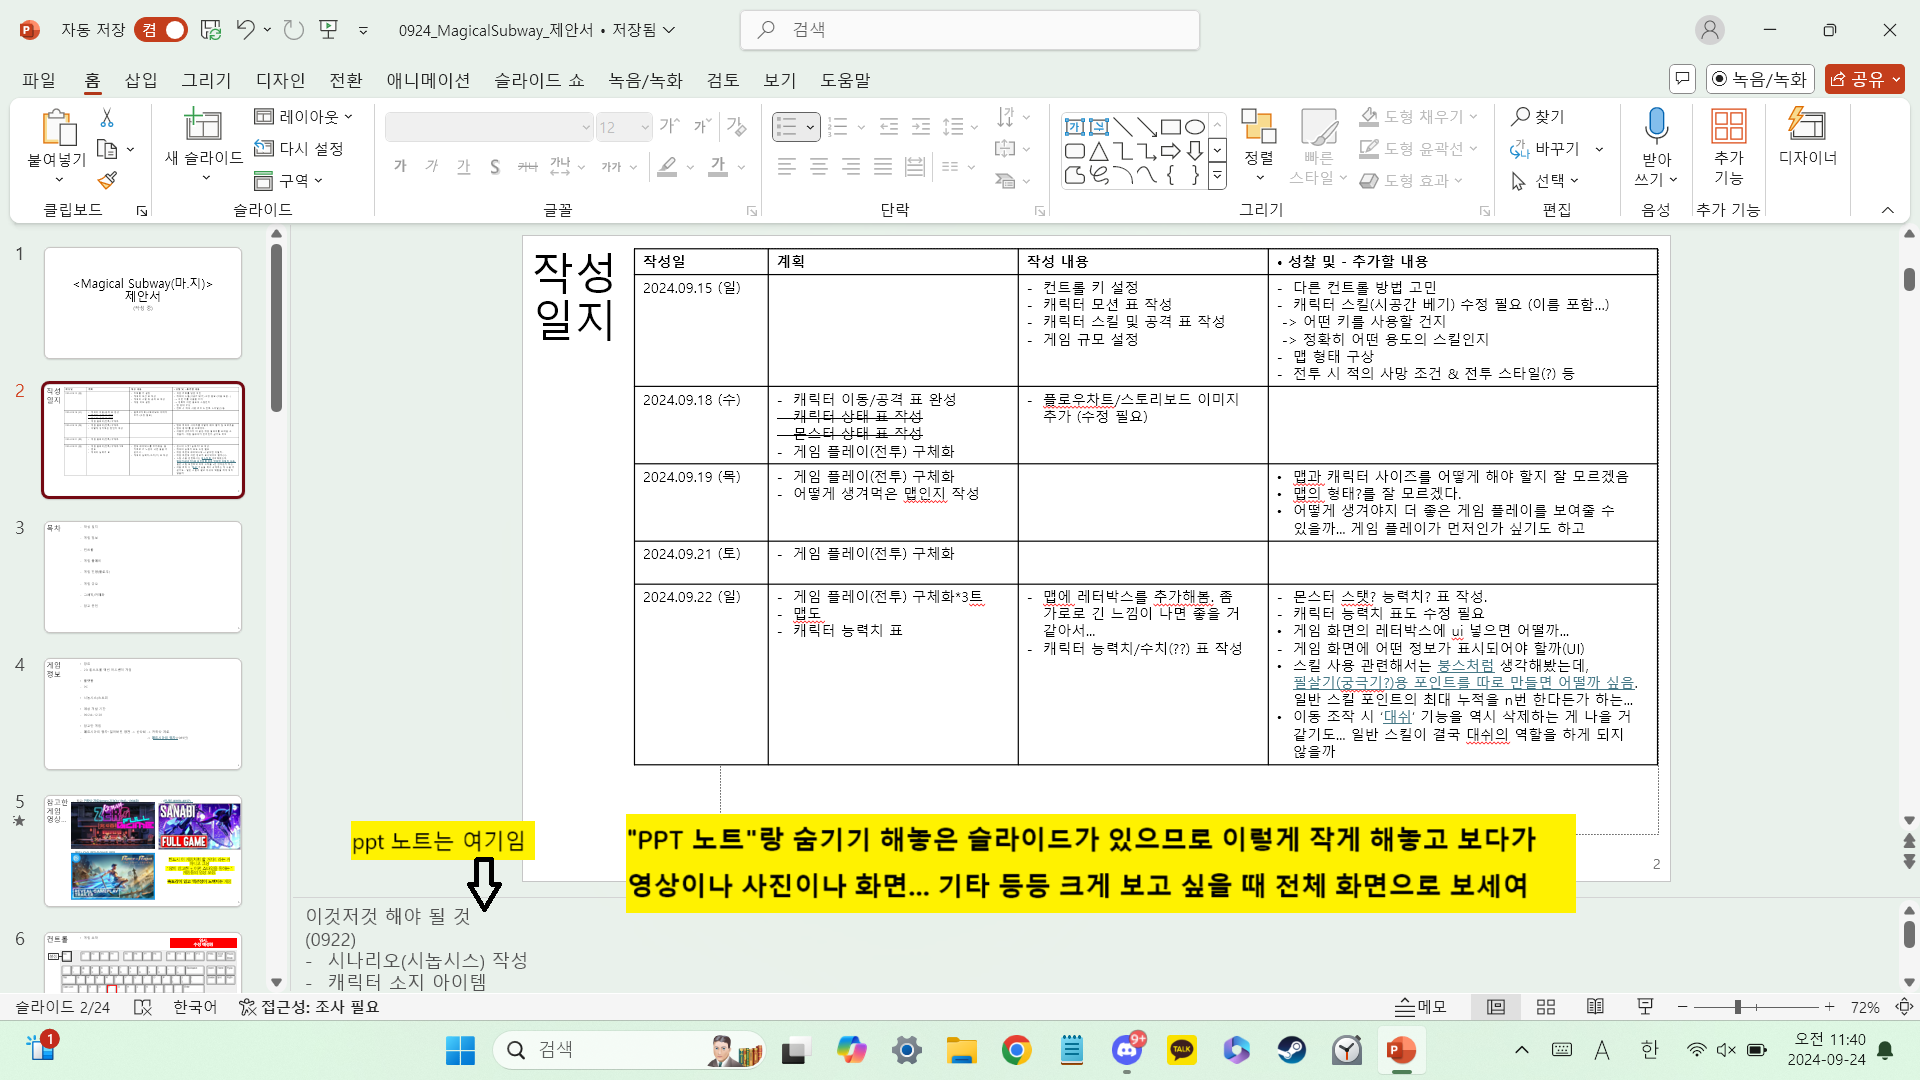 자동 저장 켬 0924_MagicalSubway_제안서 • 저장됨 검색
파일 홈 삽입 그리기 디자인 전환 애니메이션 슬라이드 쇼 녹음/녹화 검토 보기 도움말 녹음/녹화 공유
붙여넣기
클립보드
새 슬라이드
레이아웃
다시 설정
구역
슬라이드
12
가 가 가 S 가나 가나 가가 가
글꼴
단락
정렬
빠른 스타일
도형 채우기
도형 윤곽선
도형 효과
그리기
찾기
바꾸기
선택
편집
받아쓰기
음성
추가 기능
추가 기능
디자이너
1
<Magical Subway(마.지)>
제안서
2
작성
일지
3
목차
4
게임
정보
5
참고한
게임
영상...
SANABI
FULL GAME
6
컨트롤
작성
일지
작성일 계획 작성 내용 • 성찰 및 - 추가할 내용
2024.09.15 (일)
- 컨트롤 키 설정
- 캐릭터 모션 표 작성
- 캐릭터 스킬 및 공격 표 작성
- 게임 규모 설정
- 다른 컨트롤 방법 고민
- 캐릭터 스킬(시공간 베기) 수정 필요 (이름 포함...)
-> 어떤 키를 사용할 건지
-> 정확히 어떤 용도의 스킬인지
- 맵 형태 구상
- 전투 시 적의 사망 조건 & 전투 스타일(?) 등
2024.09.18 (수)
- 캐릭터 이동/공격 표 완성
- 캐릭터 상태 표 작성
- 몬스터 상태 표 작성
- 게임 플레이(전투) 구체화
- 플로우차트/스토리보드 이미지
추가 (수정 필요)
2024.09.19 (목)
- 게임 플레이(전투) 구체화
- 어떻게 생겨먹은 맵인지 작성
• 맵과 캐릭터 사이즈를 어떻게 해야 할지 잘 모르겠음
• 맵의 형태?를 잘 모르겠다.
• 어떻게 생겨야지 더 좋은 게임 플레이를 보여줄 수
있을까... 게임 플레이가 먼저인가 싶기도 하고
2024.09.21 (토)
- 게임 플레이(전투) 구체화
2024.09.22 (일)
- 게임 플레이(전투) 구체화*3트
- 맵도
- 캐릭터 능력치 표
- 맵에 레터박스를 추가해봄. 좀
가로로 긴 느낌이 나면 좋을 거
같아서...
- 캐릭터 능력치/수치(??) 표 작성
- 몬스터 스탯? 능력치? 표 작성.
- 캐릭터 능력치 표도 수정 필요
• 게임 화면의 레터박스에 ui 넣으면 어떨까...
- 게임 화면에 어떤 정보가 표시되어야 할까(UI)
• 스킬 사용 관련해서는 붕스처럼 생각해봤는데,
필살기(궁극기?)용 포인트를 따로 만들면 어떨까 싶음.
일반 스킬 포인트의 최대 누적을 n번 한다든가 하는...
• 이동 조작 시 '대쉬' 기능을 역시 삭제하는 게 나을 거
같기도... 일반 스킬이 결국 대쉬의 역할을 하게 되지
않을까
2
ppt 노트는 여기임
"PPT 노트"랑 숨기기 해놓은 슬라이드가 있으므로 이렇게 작게 해놓고 보다가
영상이나 사진이나 화면... 기타 등등 크게 보고 싶을 때 전체 화면으로 보세여
이것저것 해야 될 것
(0922)
- 시나리오(시놉시스) 작성
- 캐릭터 소지 아이템
슬라이드 2/24 한국어 접근성: 조사 필요 메모 72%
1 검색 9+ TALK A 한 오전 11:40
2024-09-24